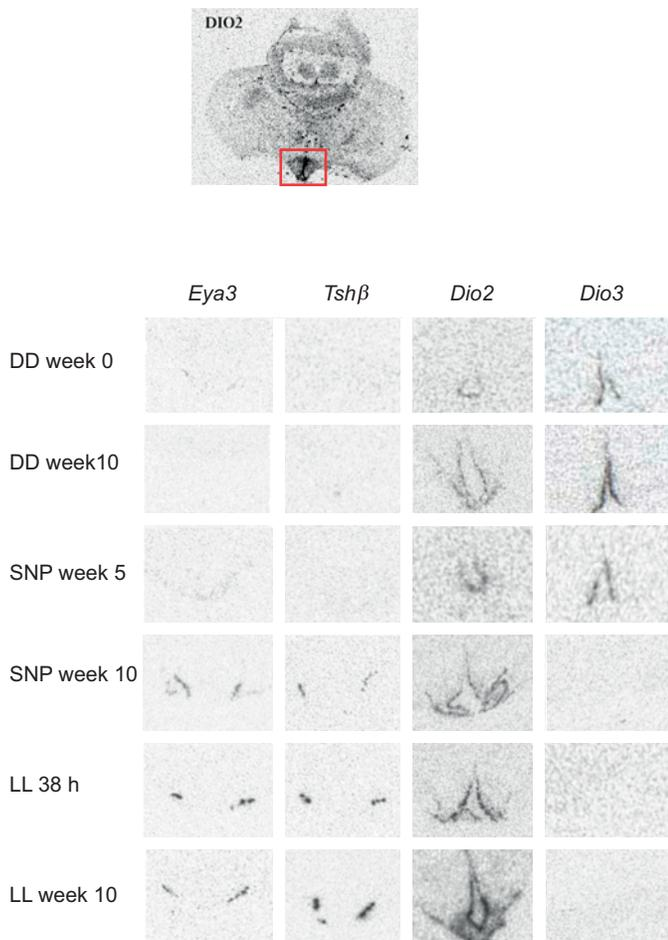 DIO2
Eya3 Tshβ Dio2 Dio3
DD week 0
DD week10
SNP week 5
SNP week 10
LL 38 h
LL week 10